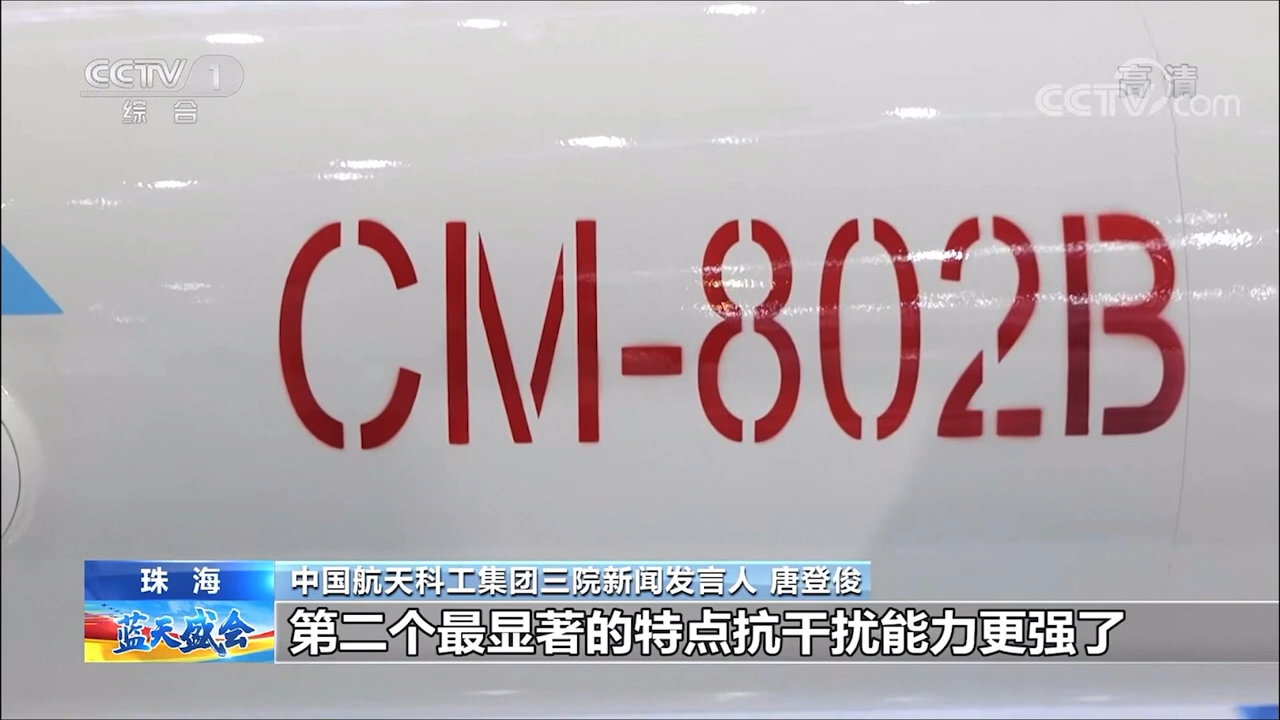 CCTV 1
综合
高清
CCTV.com
CM-802B
珠海
蓝天盛会
中国航天科工集团三院新闻发言人 唐登俊
第二个最显著的特点抗干扰能力更强了